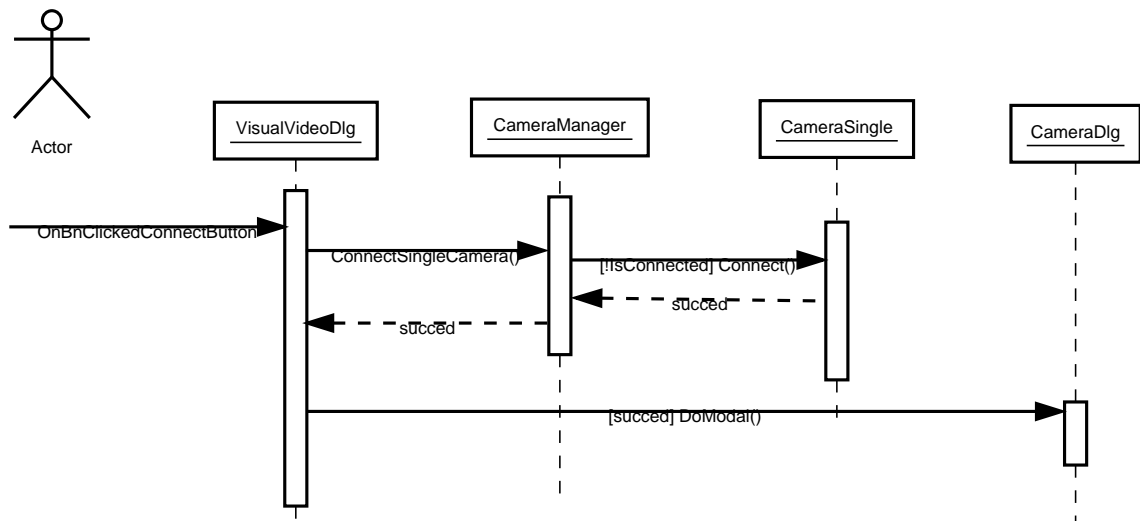 Actor
VisualVideoDlg
CameraManager
CameraSingle
CameraDlg
OnBnClickedConnectButton
ConnectSingleCamera()
[!IsConnected] Connect()
succed
succed
[succed] DoModal()